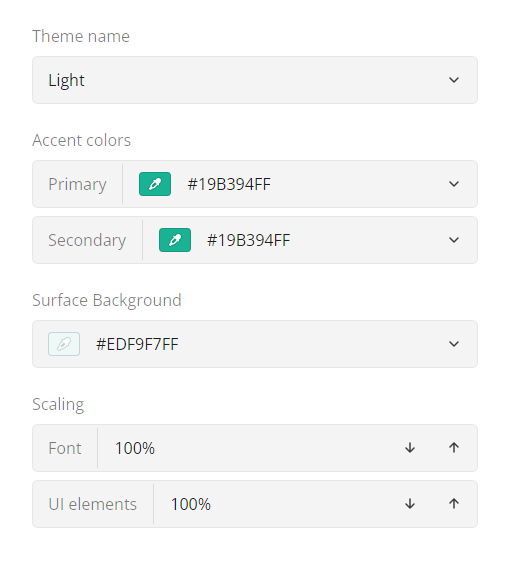 Theme name
Light
Accent colors
Primary #19B394FF
Secondary #19B394FF
Surface Background
#EDF9F7FF
Scaling
Font 100%
UI elements 100%